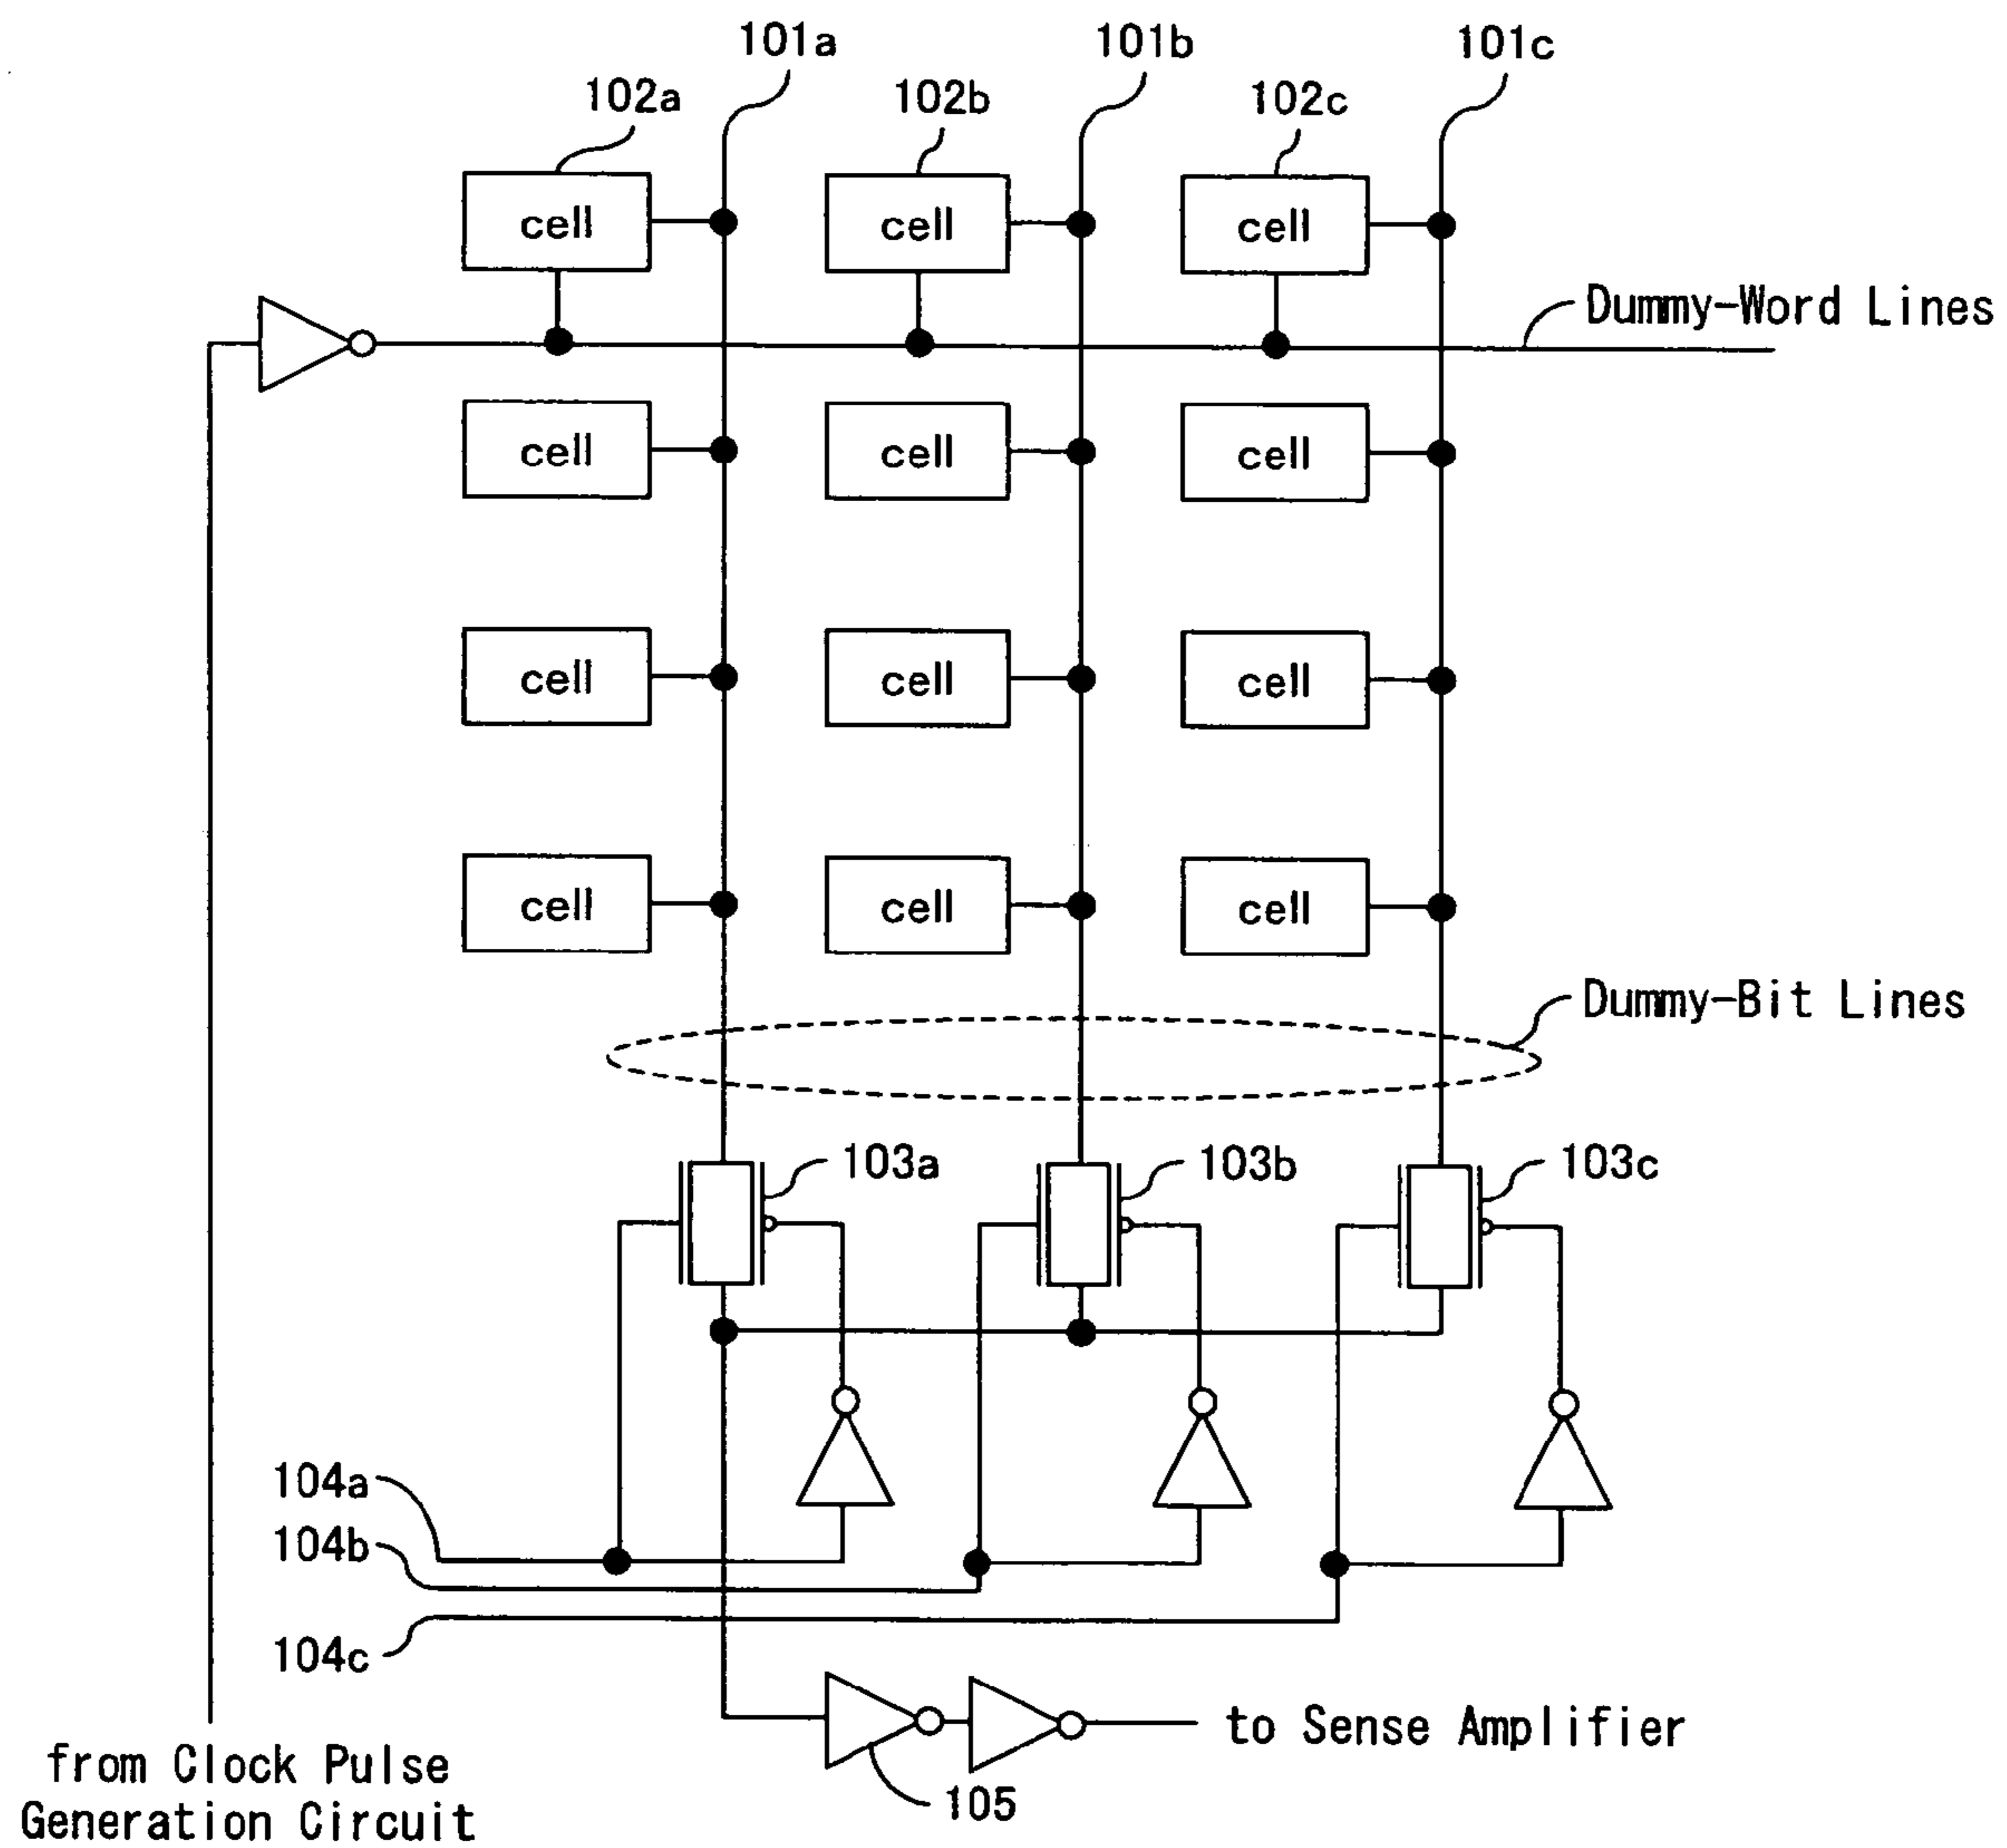 101a
101b
101c
102a
102b
102c
cell
cell
cell
Dummy-Word Lines
cell
cell
cell
cell
cell
cell
cell
cell
cell
Dummy-Bit Lines
103a
103b
103c
104a
104b
104c
to Sense Amplifier
from Clock Pulse
Generation Circuit
105